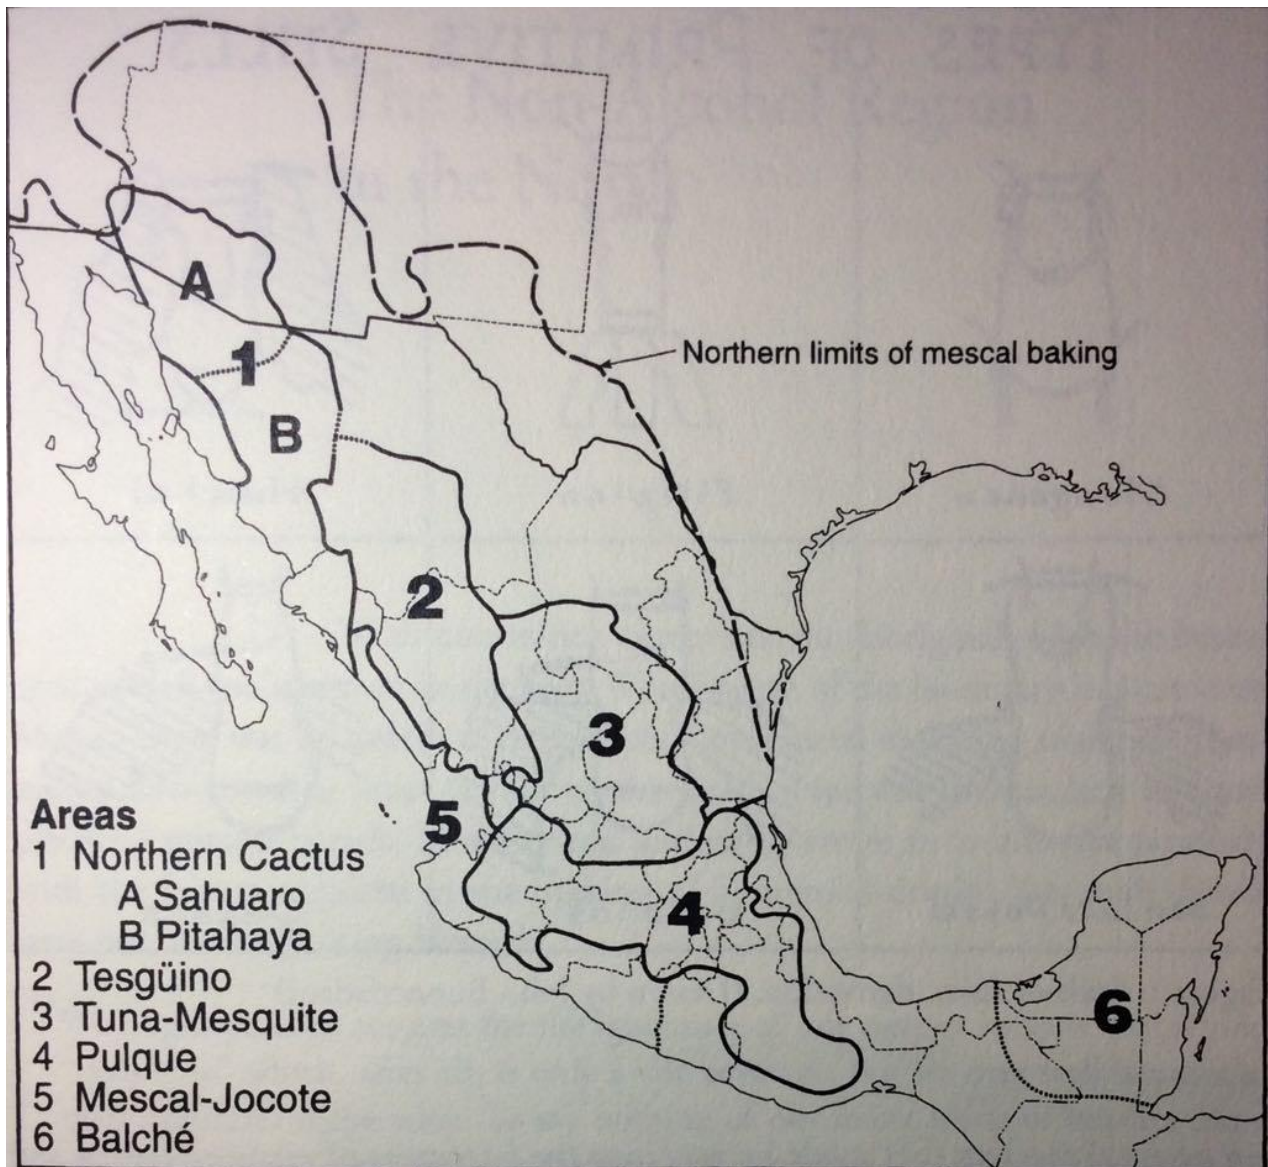 A
1
B
Northern limits of mescal baking
2
3
5
4
6
Areas
1 Northern Cactus
A Sahuaro
B Pitahaya
2 Tesgüino
3 Tuna-Mesquite
4 Pulque
5 Mescal-Jocote
6 Balché